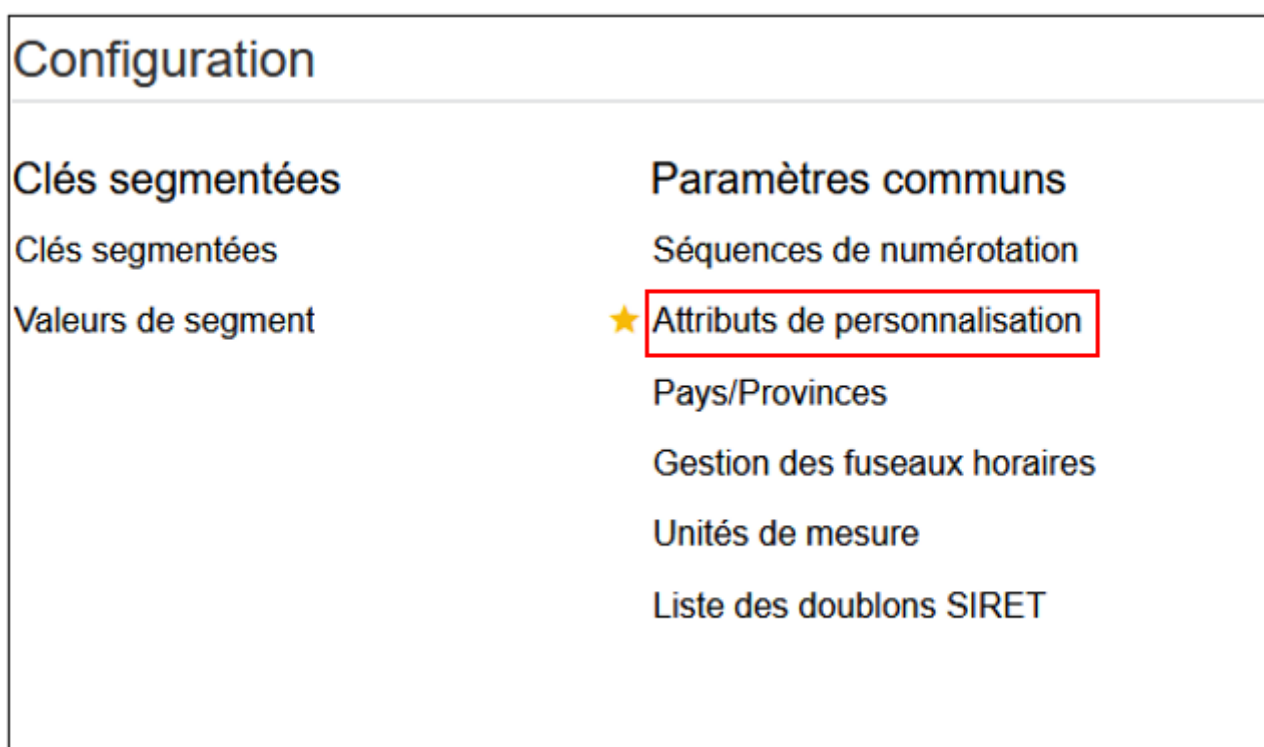 Configuration
Clés segmentées
Clés segmentées
Valeurs de segment
Paramètres communs
Séquences de numérotation
Attributs de personnalisation
Pays/Provinces
Gestion des fuseaux horaires
Unités de mesure
Liste des doublons SIRET